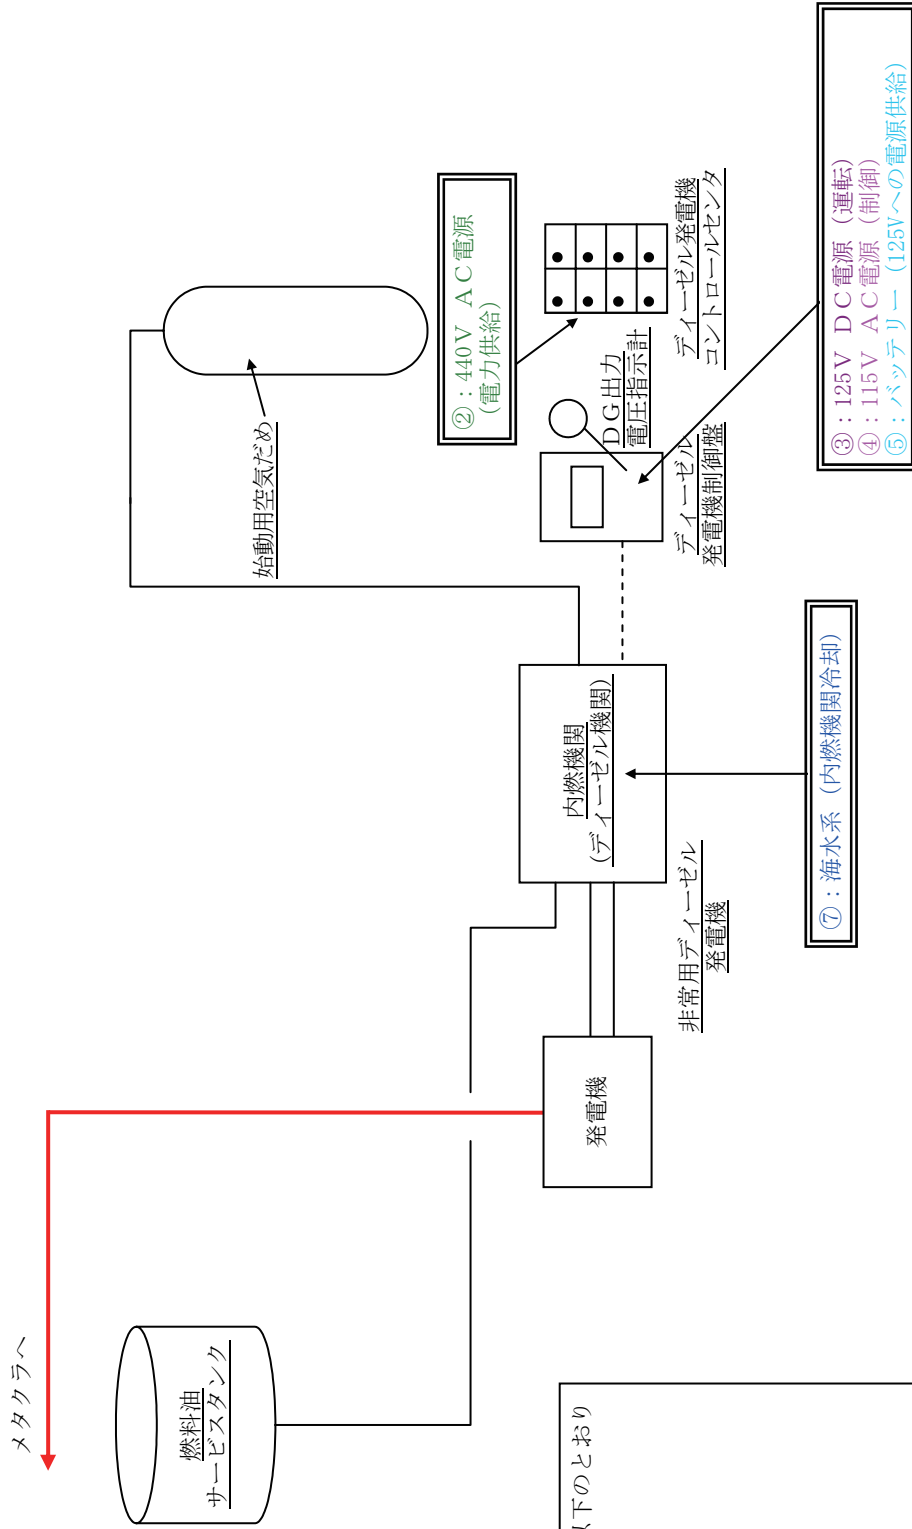 メタクラへ
燃料油
サービスタンク
始動用空気だめ
②：440V AC電源
(電力供給)
DG出力
電圧指示計
ディーゼル発電機
コントロールセンタ
ディーゼル
発電機制御盤
内燃機関
(ディーゼル機関)
発電機
非常用ディーゼル
発電機
③：125V DC電源（運転）
④：115V AC電源（制御）
⑤：バッテリー（125Vへの電源供給）
⑦：海水系（内燃機関冷却）
下のとおり